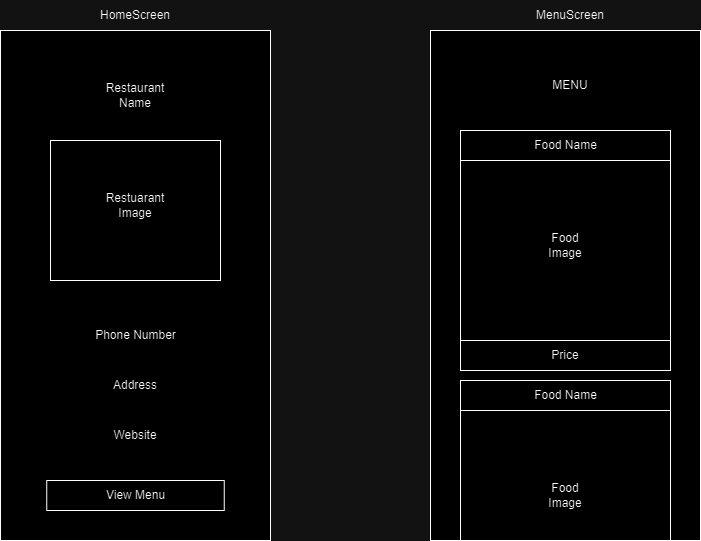 HomeScreen
Restaurant
Name
Restuarant
Image
Phone Number
Address
Website
View Menu
MenuScreen
MENU
Food Name
Food
Image
Price
Food Name
Food
Image